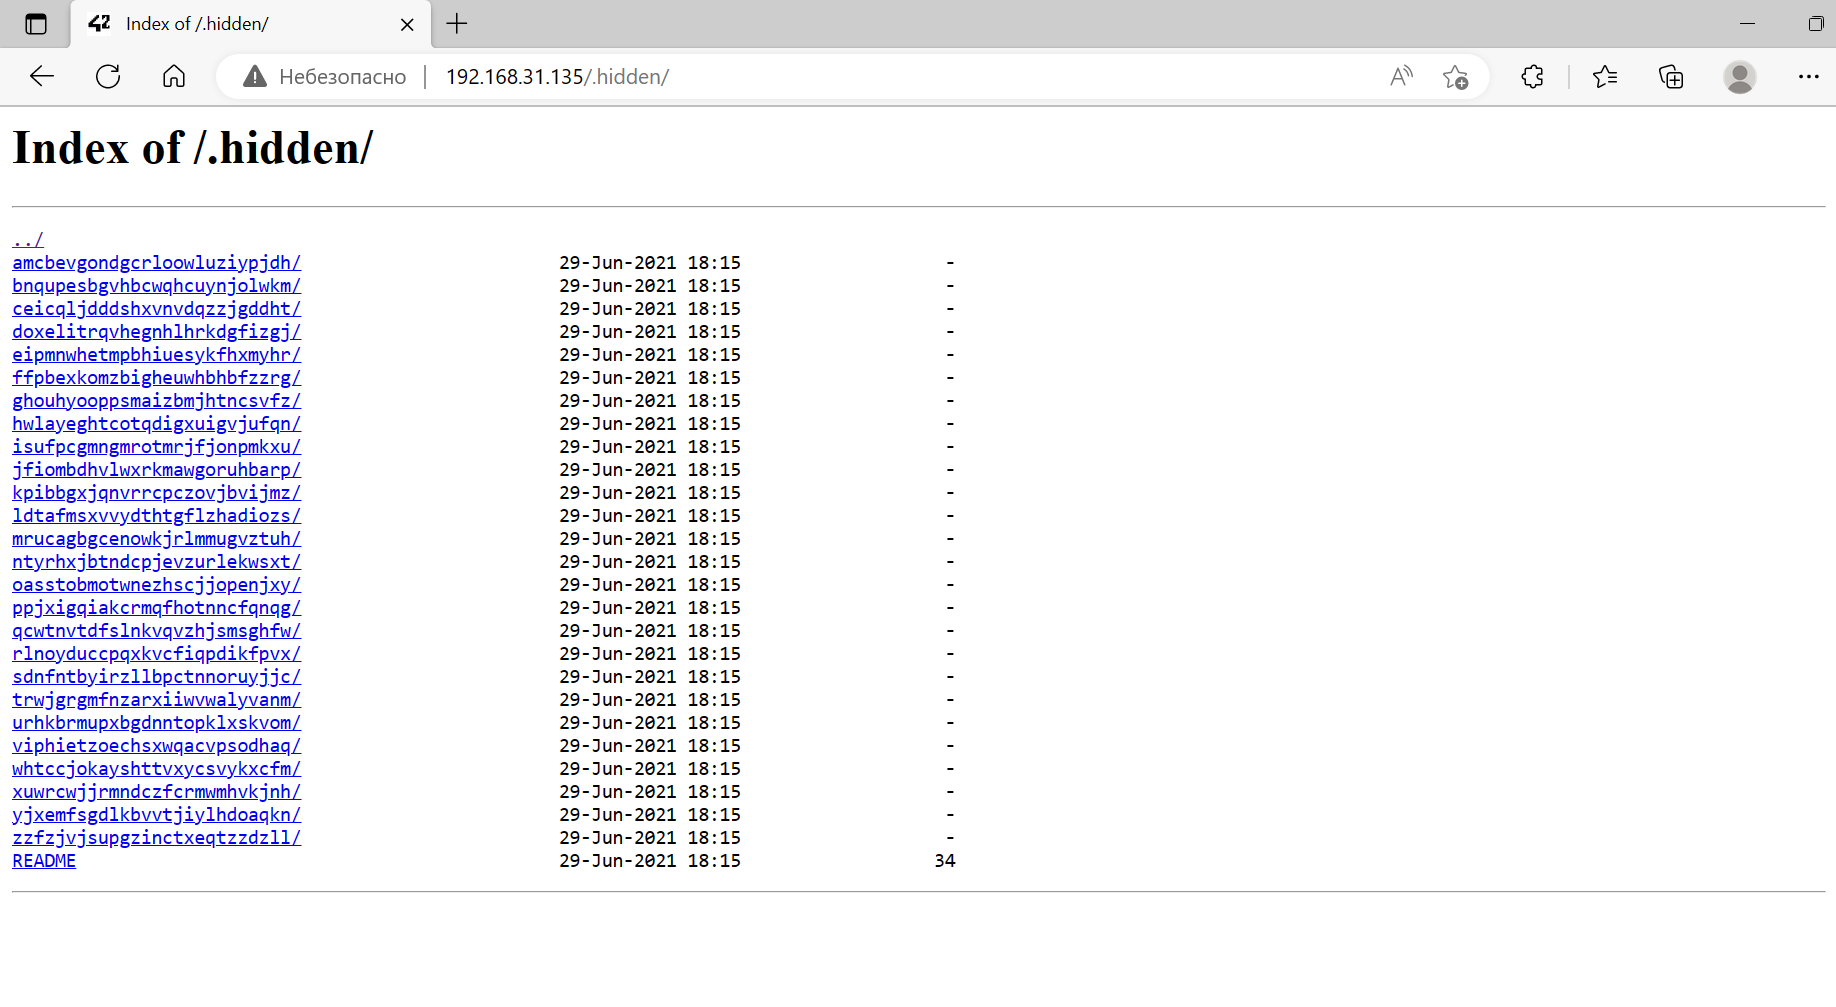 42 Index of /.hidden/
Небезопасно 192.168.31.135/.hidden/
Index of /.hidden/
../
amcbevgondgcrloowluziypjdh/ 29-Jun-2021 18:15 -
bnqupesbgvhbcwqhcuynjolwkm/ 29-Jun-2021 18:15 -
ceicqljdddshxvnvdqzzjgddht/ 29-Jun-2021 18:15 -
doxelitrqvhegnhlhrkdgfizgj/ 29-Jun-2021 18:15 -
eipmnwhetmpbhiuesykfhxmyhr/ 29-Jun-2021 18:15 -
ffpbexkomzbigheuwhbhbfzzrg/ 29-Jun-2021 18:15 -
ghouhyooppsmaizbmjhtncsvfz/ 29-Jun-2021 18:15 -
hwlayeghtcotqdigxuigvjufqn/ 29-Jun-2021 18:15 -
isufpcgmngmrotmrjfjonpmkxu/ 29-Jun-2021 18:15 -
jfiombdhvlwxrkmawgoruhbarp/ 29-Jun-2021 18:15 -
kpibbgxjqnvrrcpczovjbvijmz/ 29-Jun-2021 18:15 -
ldtafmsxvvydthtgflzhadiozs/ 29-Jun-2021 18:15 -
mrucagbgcenowkjrlmmugvztuh/ 29-Jun-2021 18:15 -
ntyrhxjbtndcpjevzurlekwsxt/ 29-Jun-2021 18:15 -
oasstobmotwnezhscjjopenjxy/ 29-Jun-2021 18:15 -
ppjxigqiakcrmqfhotnncfqnqg/ 29-Jun-2021 18:15 -
qcwtnvtdfslnkvqvzhjsmsghfw/ 29-Jun-2021 18:15 -
rlnoyduccpqxkvcfiqpdikfpvx/ 29-Jun-2021 18:15 -
sdnfntbyirzllbpctnnoruyjjc/ 29-Jun-2021 18:15 -
trwjgrgmfnzarxiiwvwalyvanm/ 29-Jun-2021 18:15 -
urhkbrmupxbgdnntopklxskvom/ 29-Jun-2021 18:15 -
viphietzoechsxwqacvpsodhaq/ 29-Jun-2021 18:15 -
whtccjokayshttvxycsvykxcfm/ 29-Jun-2021 18:15 -
xuwrcwjjrmndczfcrmwmhvkjnh/ 29-Jun-2021 18:15 -
yjxemfsgdlkbvvtjiylhdoaqkn/ 29-Jun-2021 18:15 -
zzfzjvjsupgzinctxeqtzzdzll/ 29-Jun-2021 18:15 -
README 29-Jun-2021 18:15 34